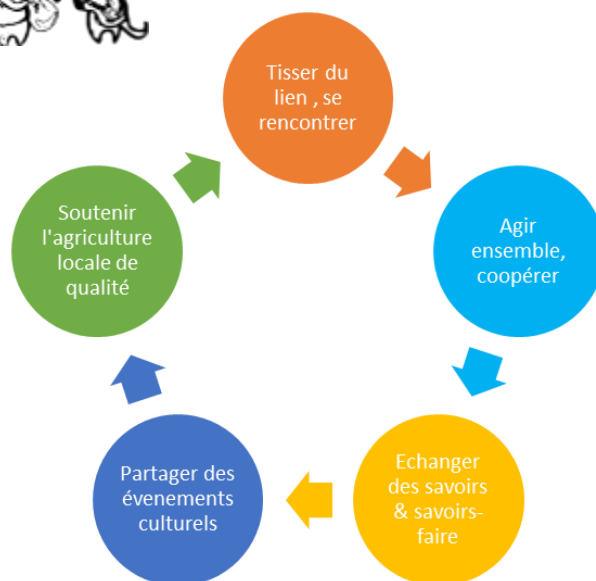 Tisser du
lien , se
rencontrer
Agir
ensemble,
coopérer
Echanger
des savoirs
& savoirs-
faire
Partager des
évenements
culturels
Soutenir
l'agriculture
locale de
qualité